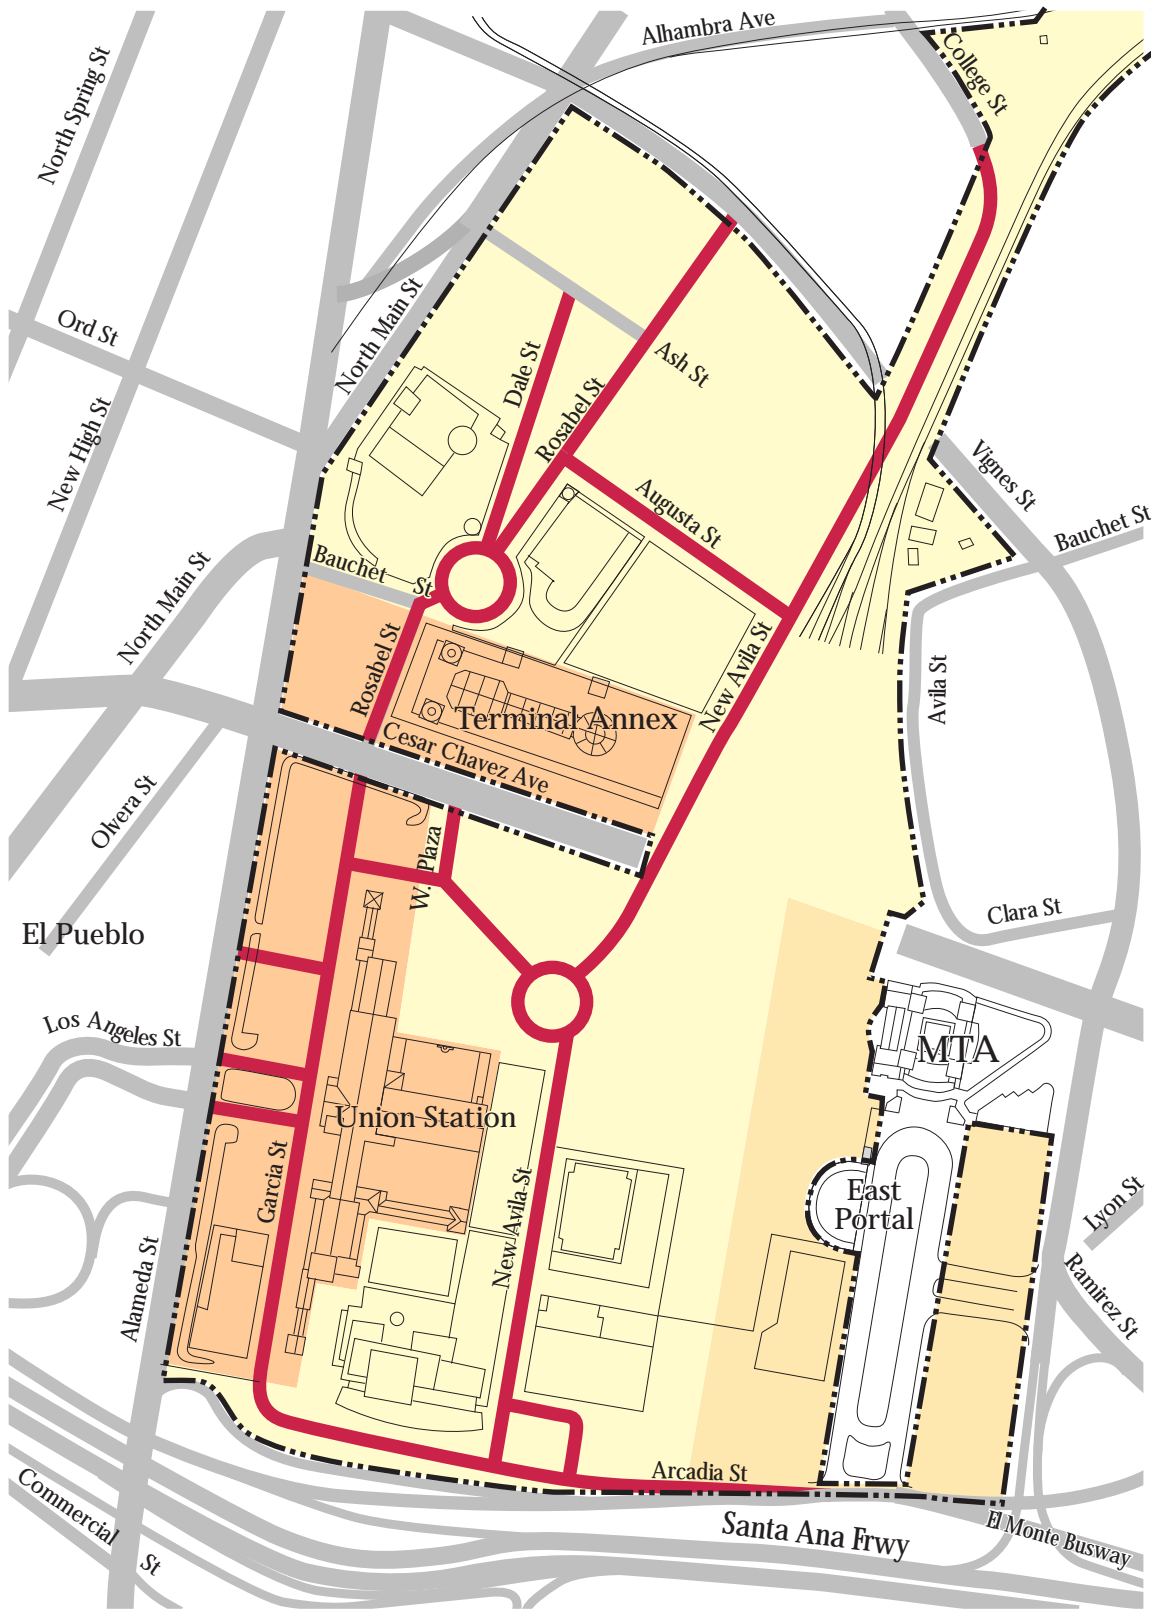 Alhambra Ave
College St
North Spring St
Ord St
North Main St
Dale St
Ash St
Rosabel St
New High St
Vignes St
Augusta St
Bauchet St
Bauchet St
North Main St
Rosabel St
New Avila St
Avila St
Terminal Annex
Cesar Chavez Ave
Olvera St
W. Plaza
El Pueblo
Clara St
Los Angeles St
MTA
Union Station
Garcia St
New Avila St
East
Portal
Lyon St
Alameda St
Ramirez St
Arcadia St
Commercial St
Santa Ana Frwy
El Monte Busway